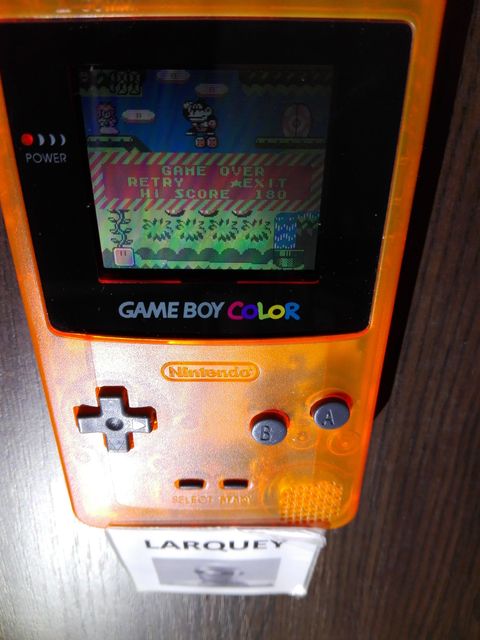 GAME OVER
RETRY ★EXIT
HI SCORE 180
POWER
GAME BOY COLOR
Nintendo
B
A
SELECT START
LARQUEY